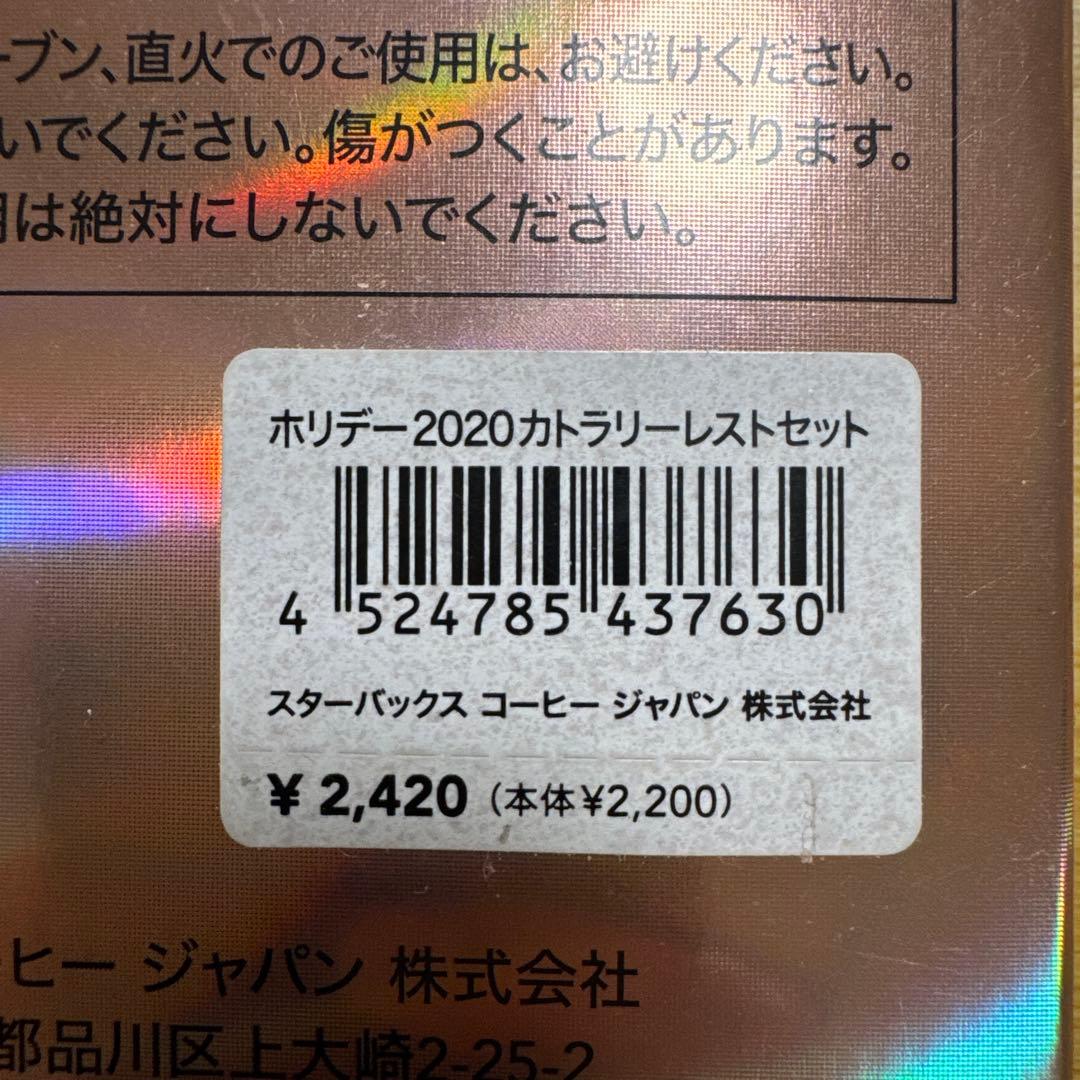 ーブン、直火でのご使用は、お避けください。
いでください。傷がつくことがあります。
用は絶対にしないでください。
ホリデー2020カトラリーレストセット
4 524785 437630
スターバックス コーヒー ジャパン 株式会社
¥ 2,420 (本体¥2,200)
ーヒー ジャパン 株式会社
都品川区上大崎2-25-2